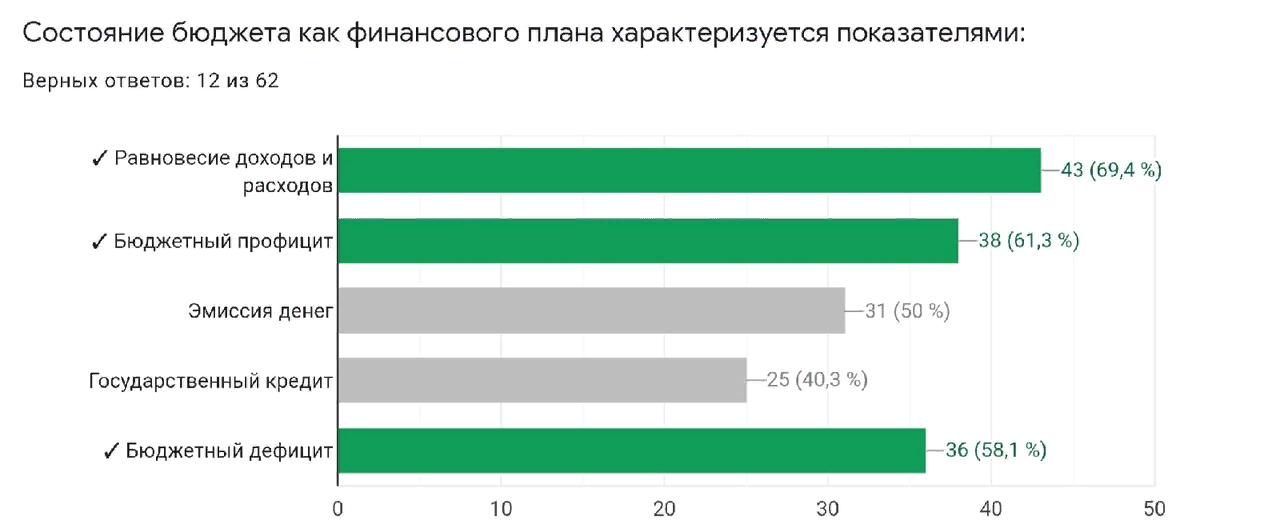 Состояние бюджета как финансового плана характеризуется показателями:
Верных ответов: 12 из 62
✓ Равновесие доходов и
расходов
43 (69,4 %)
✓ Бюджетный профицит
38 (61,3 %)
Эмиссия денег
31 (50 %)
Государственный кредит
25 (40,3 %)
✓ Бюджетный дефицит
36 (58,1 %)
0 10 20 30 40 50